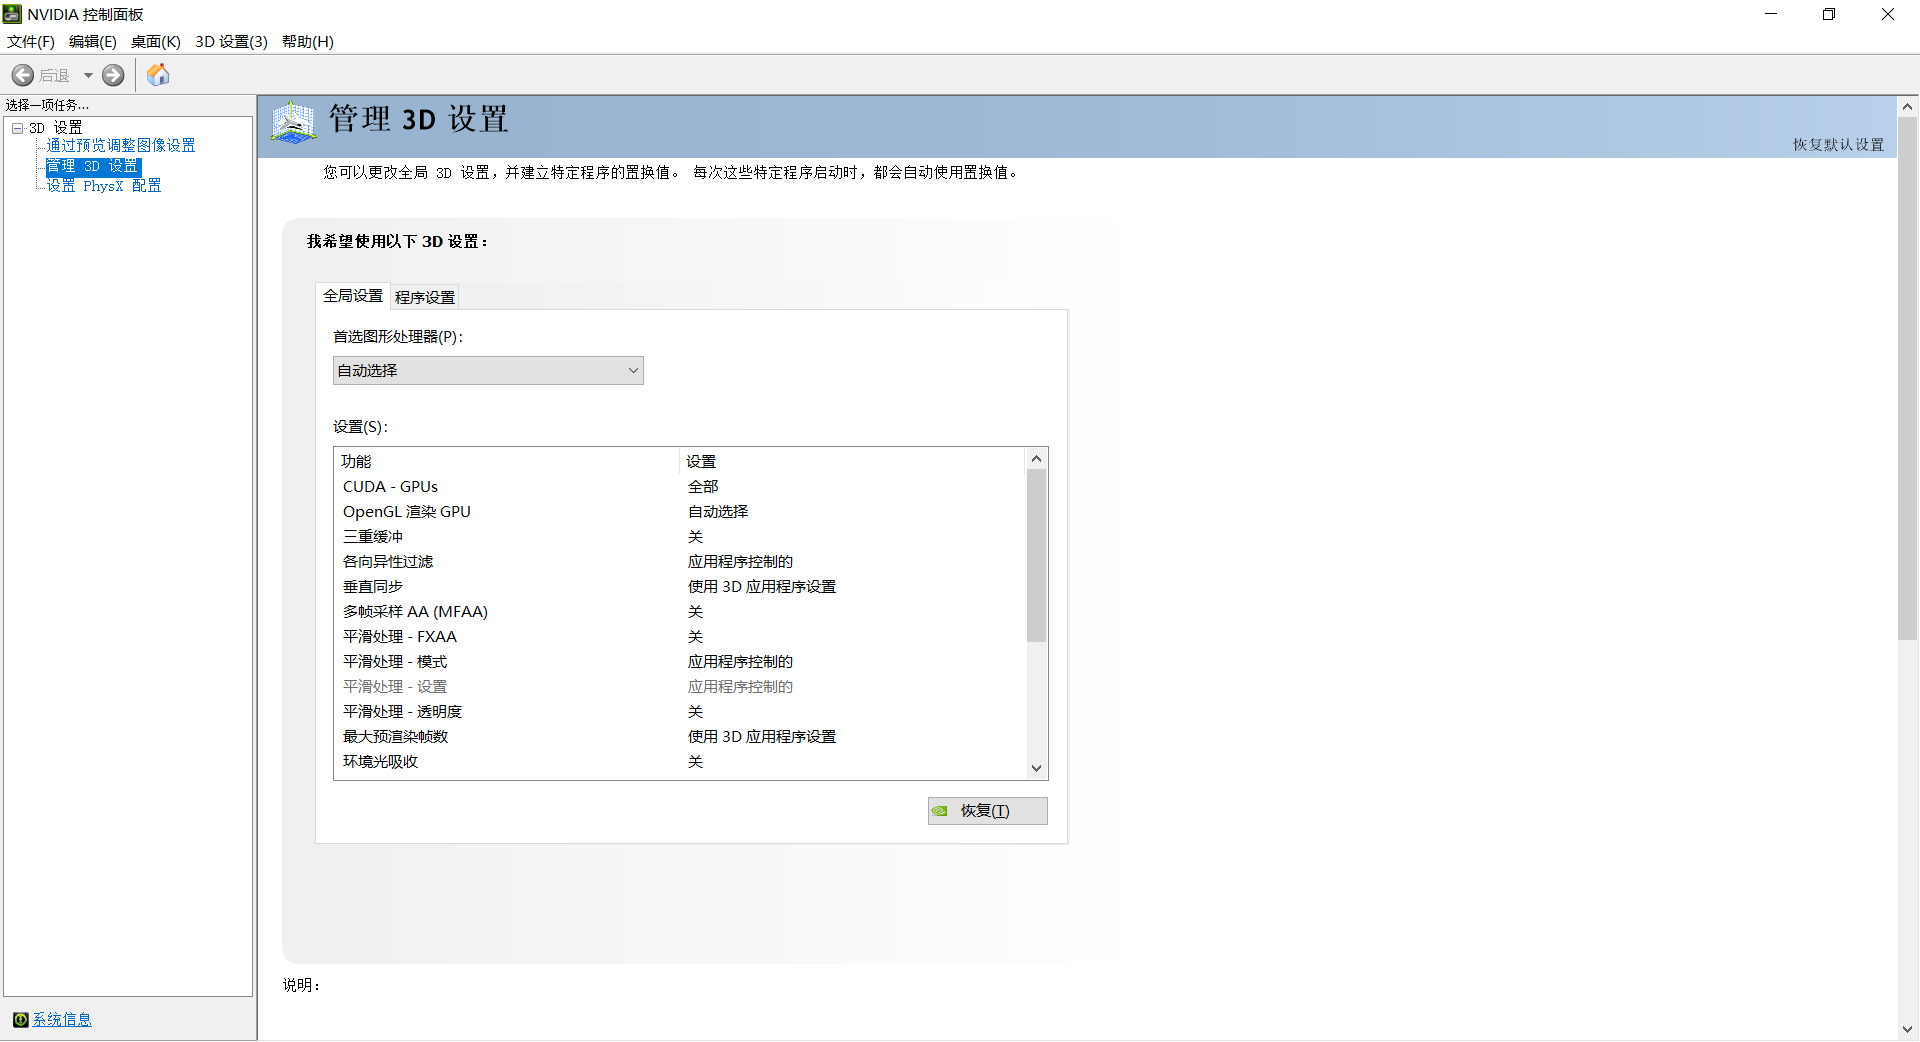 NVIDIA 控制面板
文件(F) 编辑(E) 桌面(K) 3D 设置(3) 帮助(H)
后退
选择一项任务...
3D 设置
通过预览调整图像设置
管理 3D 设置
设置 PhysX 配置
系统信息
管理 3D 设置
恢复默认设置
您可以更改全局 3D 设置，并建立特定程序的置换值。 每次这些特定程序启动时，都会自动使用置换值。
我希望使用以下 3D 设置：
全局设置 程序设置
首选图形处理器(P)：
自动选择
设置(S)：
功能 设置
CUDA - GPUs 全部
OpenGL 渲染 GPU 自动选择
三重缓冲 关
各向异性过滤 应用程序控制的
垂直同步 使用 3D 应用程序设置
多帧采样 AA (MFAA) 关
平滑处理 - FXAA 关
平滑处理 - 模式 应用程序控制的
平滑处理 - 设置 应用程序控制的
平滑处理 - 透明度 关
最大预渲染帧数 使用 3D 应用程序设置
环境光吸收 关
恢复(T)
说明：